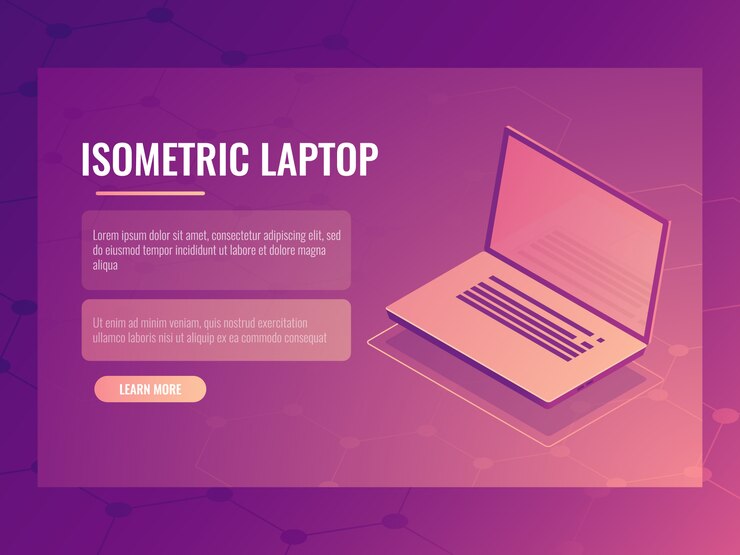 ISOMETRIC LAPTOP
Lorem ipsum dolor sit amet, consectetur adipiscing elit, sed
do eiusmod tempor incididunt ut labore et dolore magna
aliqua
Ut enim ad minim veniam, quis nostrud exercitation
ullamco laboris nisi ut aliquip ex ea commodo consequat
LEARN MORE